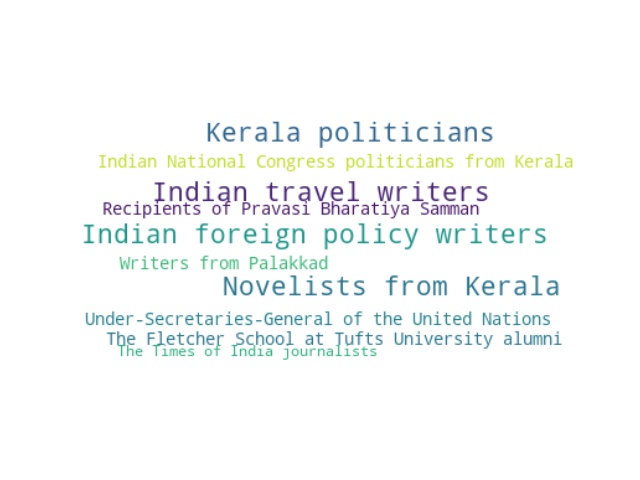 Kerala politicians
Indian National Congress politicians from Kerala
Indian travel writers
Recipients of Pravasi Bharatiya Samman
Indian foreign policy writers
Writers from Palakkad
Novelists from Kerala
Under-Secretaries-General of the United Nations
The Fletcher School at Tufts University alumni
The Times of India journalists